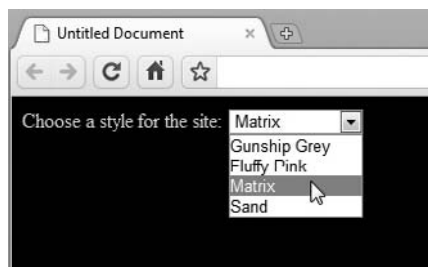 Untitled Document
Choose a style for the site: Matrix
Gunship Grey
Fluffy Pink
Matrix
Sand